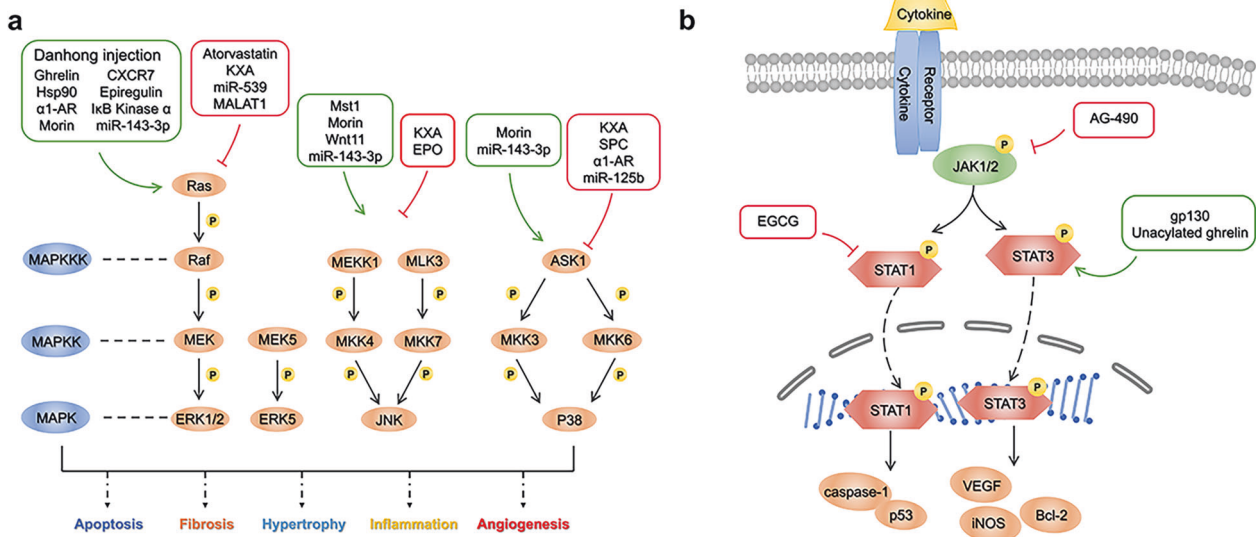 a
Danhong injection
Ghrelin CXCR7
Hsp90 Epiregulin
α1-AR IκB Kinase α
Morin miR-143-3p
Atorvastatin
KXA
miR-539
MALAT1
Mst1
Morin
Wnt11
miR-143-3p
KXA
EPO
Morin
miR-143-3p
KXA
SPC
α1-AR
miR-125b
Ras
P
MAPKKK Raf MEKK1 MLK3 ASK1
P P P P P
MAPKK MEK MEK5 MKK4 MKK7 MKK3 MKK6
P P P P P P
MAPK ERK1/2 ERK5 JNK P38
Apoptosis Fibrosis Hypertrophy Inflammation Angiogenesis
b
Cytokine
Cytokine
Receptor
AG-490
P
JAK1/2
EGCG
gp130
Unacylated ghrelin
P
STAT1
P
STAT3
P
STAT1
P
STAT3
caspase-1
p53
VEGF
iNOS
Bcl-2